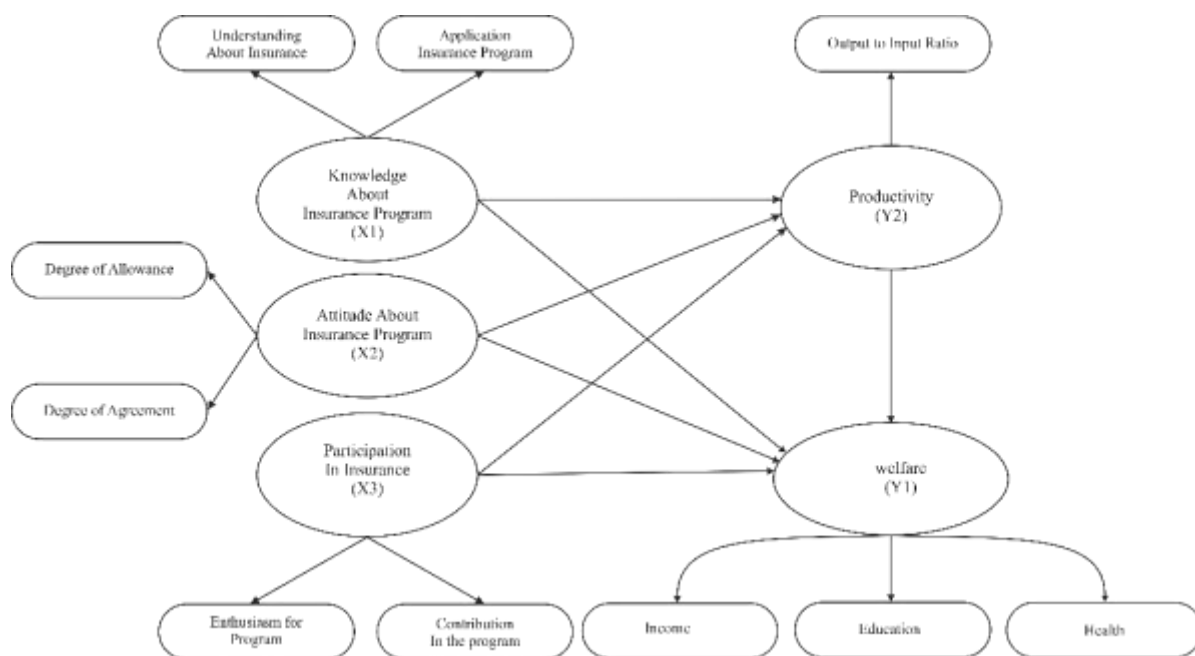 Understanding
About Insurance
Application
Insurance Program
Output to Input Ratio
Knowledge
About
Insurance Program
(X1)
Productivity
(Y2)
Degree of Allowance
Attitude About
Insurance Program
(X2)
Degree of Agreement
Participation
In Insurance
(X3)
welfare
(Y1)
Enthusiasm for
Program
Contribution
In the program
Income
Education
Health